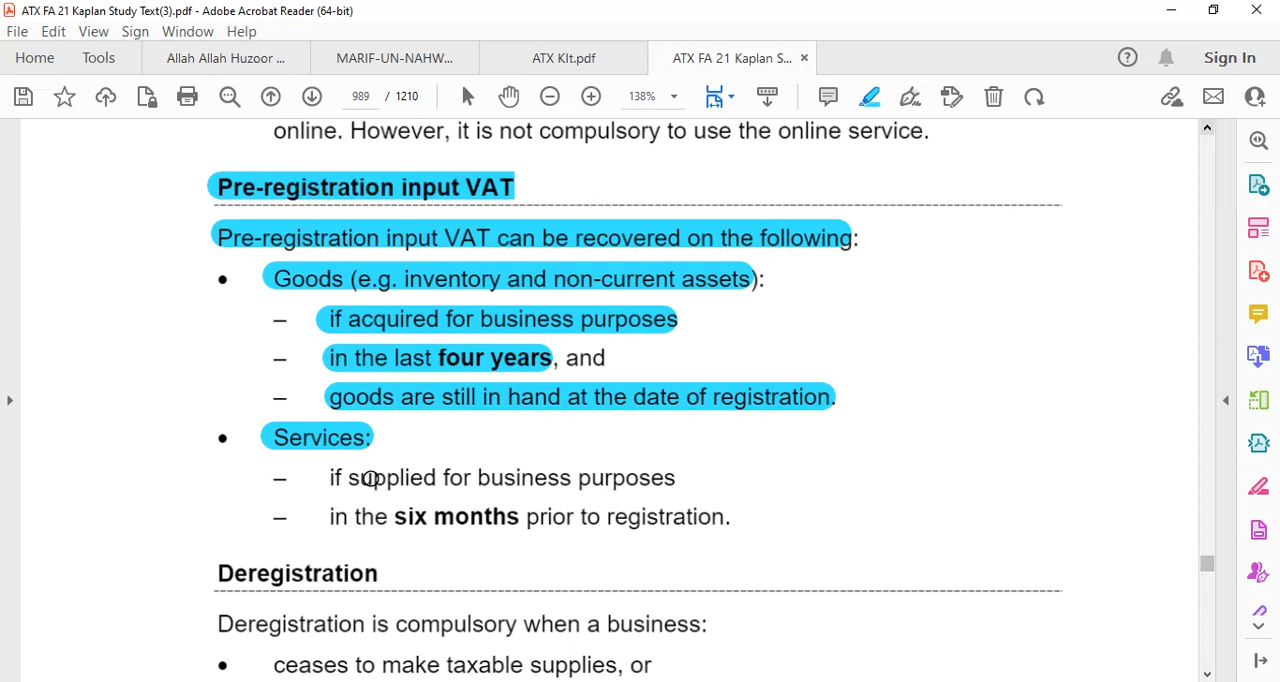 ATX FA 21 Kaplan Study Text(3).pdf - Adobe Acrobat Reader (64-bit)
File Edit View Sign Window Help
Home Tools Allah Allah Huzoor ... MARIF-UN-NAHW... ATX KIt.pdf ATX FA 21 Kaplan S... × Sign In
989 / 1210 138%
online. However, it is not compulsory to use the online service.
Pre-registration input VAT
Pre-registration input VAT can be recovered on the following:
• Goods (e.g. inventory and non-current assets):
– if acquired for business purposes
– in the last four years, and
– goods are still in hand at the date of registration.
• Services:
– if supplied for business purposes
– in the six months prior to registration.
Deregistration
Deregistration is compulsory when a business:
• ceases to make taxable supplies, or